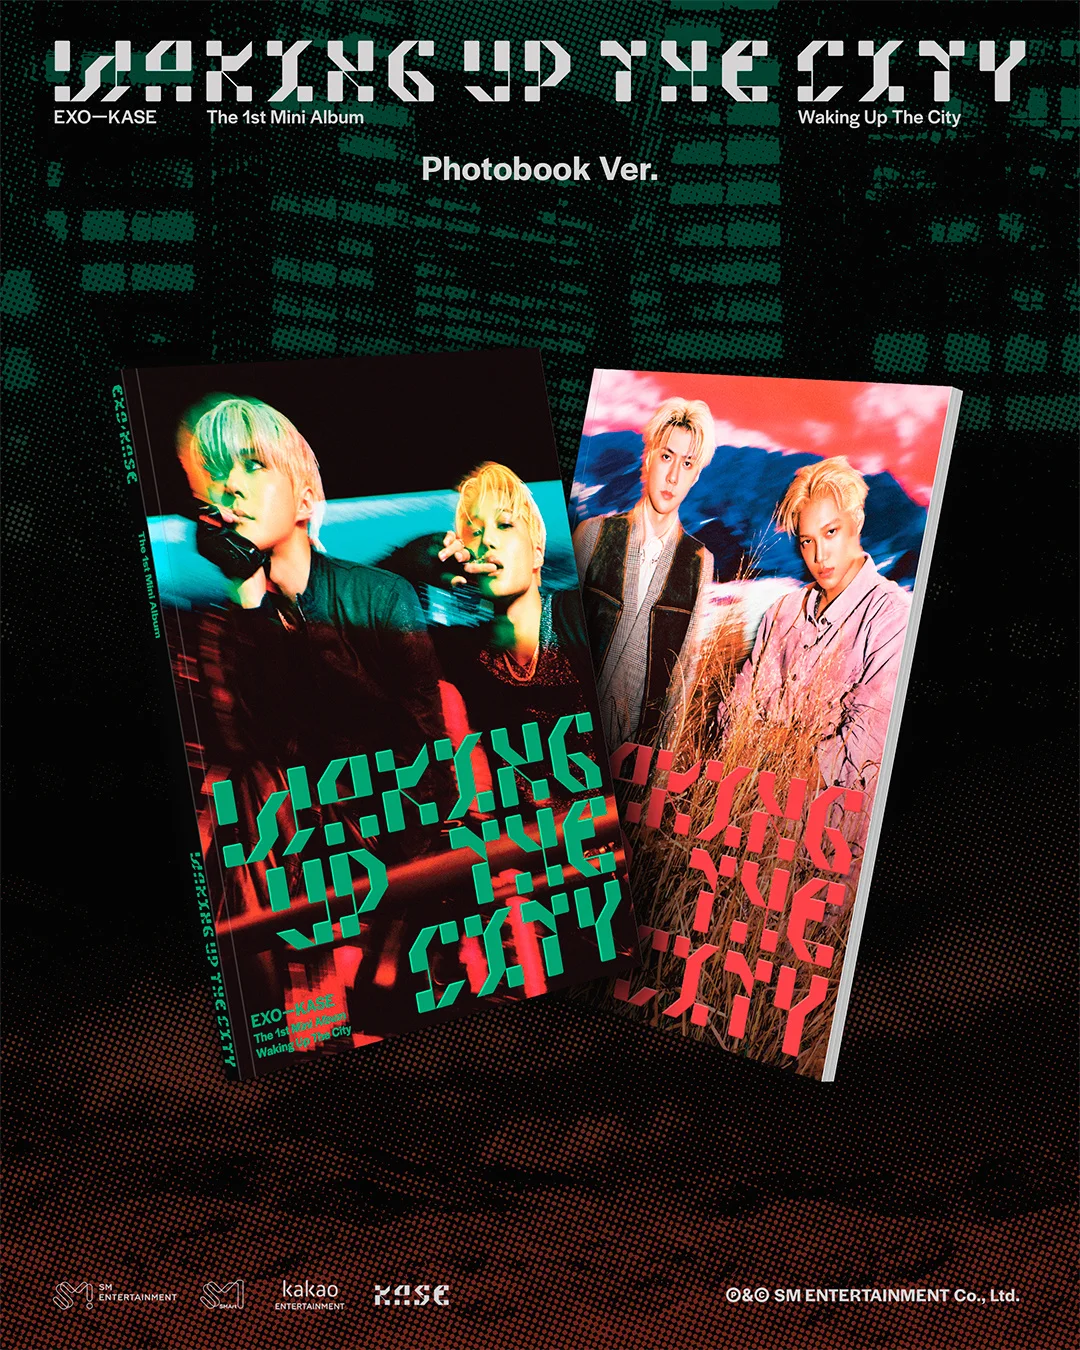 WAKING UP THE CITY
EXO—KASE The 1st Mini Album Waking Up The City
Photobook Ver.
EXO-KASE
The 1st Mini Album
WAKING UP THE CITY
WAKING
UP THE
CITY
EXO—KASE
The 1st Mini Album
Waking Up The City
AKING
THE
CITY
SM
ENTERTAINMENT
SMArt
kakao
ENTERTAINMENT
KASE
℗&© SM ENTERTAINMENT Co., Ltd.